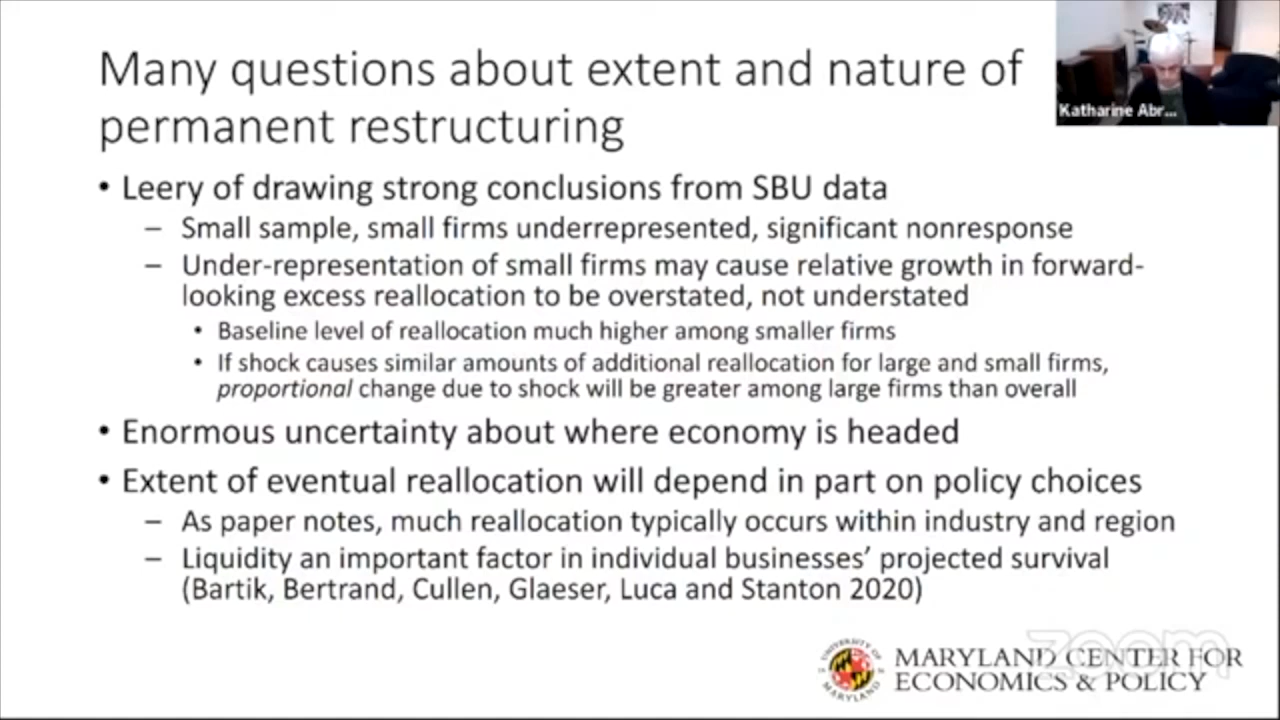 Many questions about extent and nature of
permanent restructuring
Katharine Abr...
• Leery of drawing strong conclusions from SBU data
– Small sample, small firms underrepresented, significant nonresponse
– Under-representation of small firms may cause relative growth in forward-
looking excess reallocation to be overstated, not understated
• Baseline level of reallocation much higher among smaller firms
• If shock causes similar amounts of additional reallocation for large and small firms,
proportional change due to shock will be greater among large firms than overall
• Enormous uncertainty about where economy is headed
• Extent of eventual reallocation will depend in part on policy choices
– As paper notes, much reallocation typically occurs within industry and region
– Liquidity an important factor in individual businesses’ projected survival
(Bartik, Bertrand, Cullen, Glaeser, Luca and Stanton 2020)
zoom
UNIVERSITY OF
MARYLAND
MARYLAND CENTER FOR
ECONOMICS & POLICY